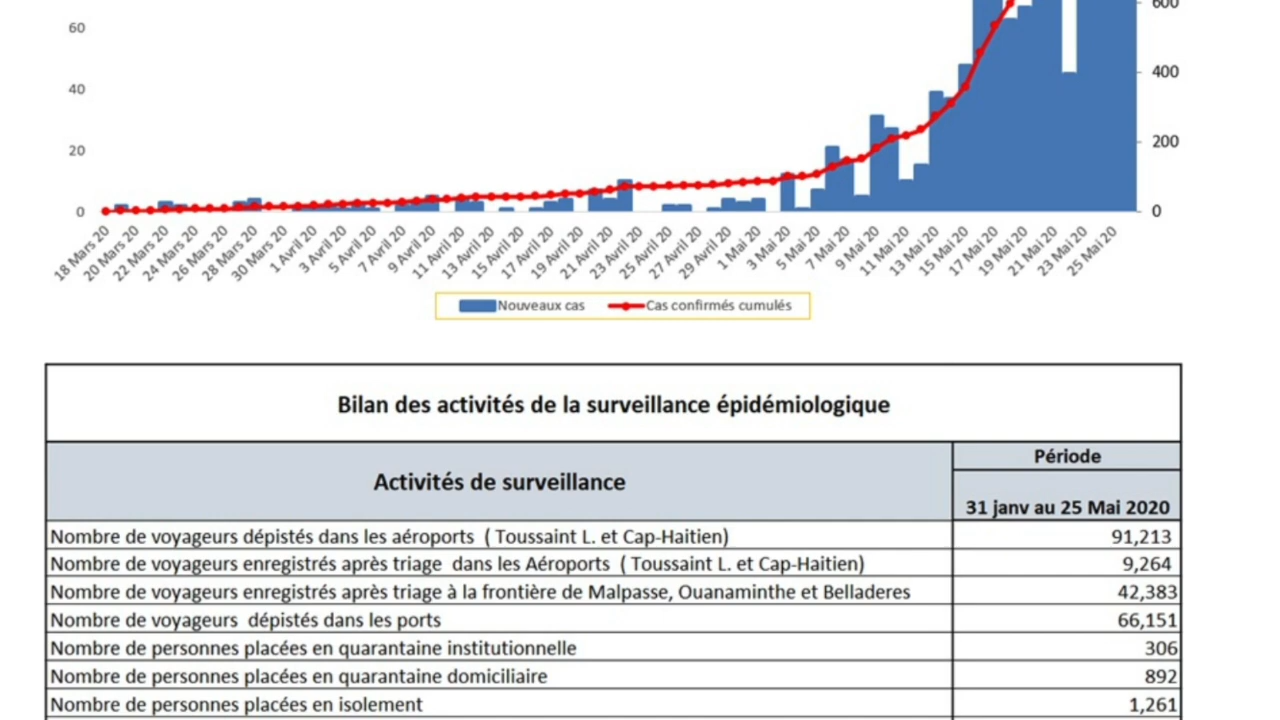 60
600
40
400
20
200
0
0
18 Mars 20
20 Mars 20
22 Mars 20
24 Mars 20
26 Mars 20
28 Mars 20
30 Mars 20
1 Avril 20
3 Avril 20
5 Avril 20
7 Avril 20
9 Avril 20
11 Avril 20
13 Avril 20
15 Avril 20
17 Avril 20
19 Avril 20
21 Avril 20
23 Avril 20
25 Avril 20
27 Avril 20
29 Avril 20
1 Mai 20
3 Mai 20
5 Mai 20
7 Mai 20
9 Mai 20
11 Mai 20
13 Mai 20
15 Mai 20
17 Mai 20
19 Mai 20
21 Mai 20
23 Mai 20
25 Mai 20
Nouveaux cas Cas confirmés cumulés
Bilan des activités de la surveillance épidémiologique
Activités de surveillance
Période
31 janv au 25 Mai 2020
Nombre de voyageurs dépistés dans les aéroports ( Toussaint L. et Cap-Haitien) 91,213
Nombre de voyageurs enregistrés après triage dans les Aéroports ( Toussaint L. et Cap-Haitien) 9,264
Nombre de voyageurs enregistrés après triage à la frontière de Malpasse, Ouanaminthe et Belladeres 42,383
Nombre de voyageurs dépistés dans les ports 66,151
Nombre de personnes placées en quarantaine institutionnelle 306
Nombre de personnes placées en quarantaine domiciliaire 892
Nombre de personnes placées en isolement 1,261